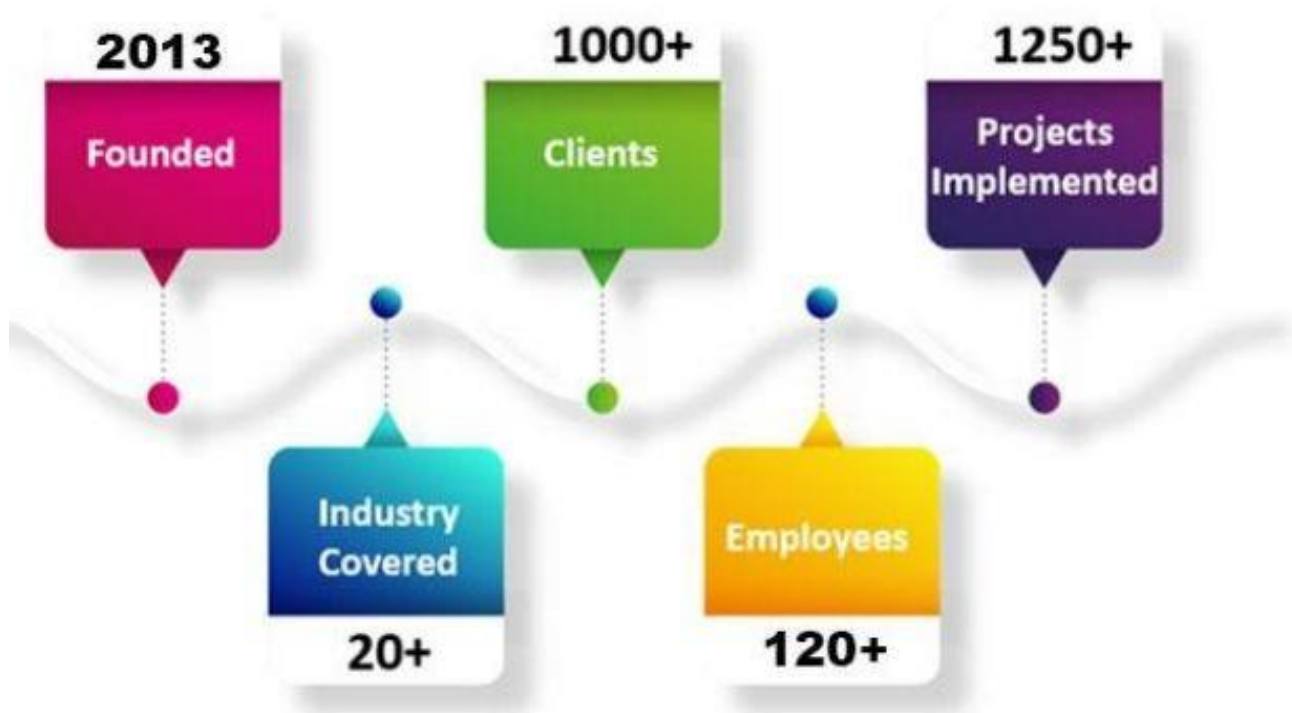 2013
Founded
Industry
Covered
20+
1000+
Clients
Employees
120+
1250+
Projects
Implemented